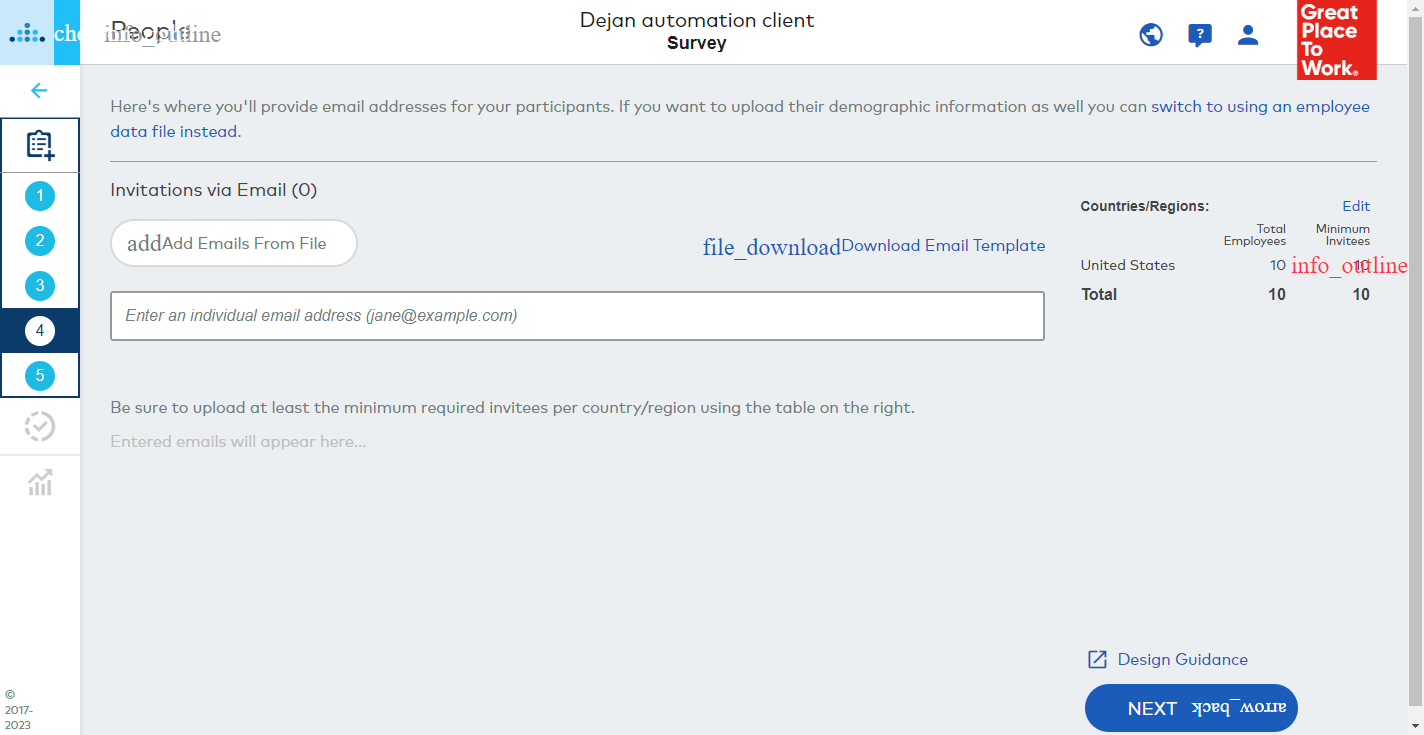 Dejan automation client
Survey
People
info_outline
Great
Place
To
Work.
Here's where you'll provide email addresses for your participants. If you want to upload their demographic information as well you can switch to using an employee
data file instead.
Invitations via Email (0)
addAdd Emails From File
file_downloadDownload Email Template
Enter an individual email address (jane@example.com)
Be sure to upload at least the minimum required invitees per country/region using the table on the right.
Entered emails will appear here...
Countries/Regions: Edit
Total Employees Minimum Invitees
United States 10 10 info_outline
Total 10 10
1
2
3
4
5
Design Guidance
NEXT arrow_back
©
2017-
2023